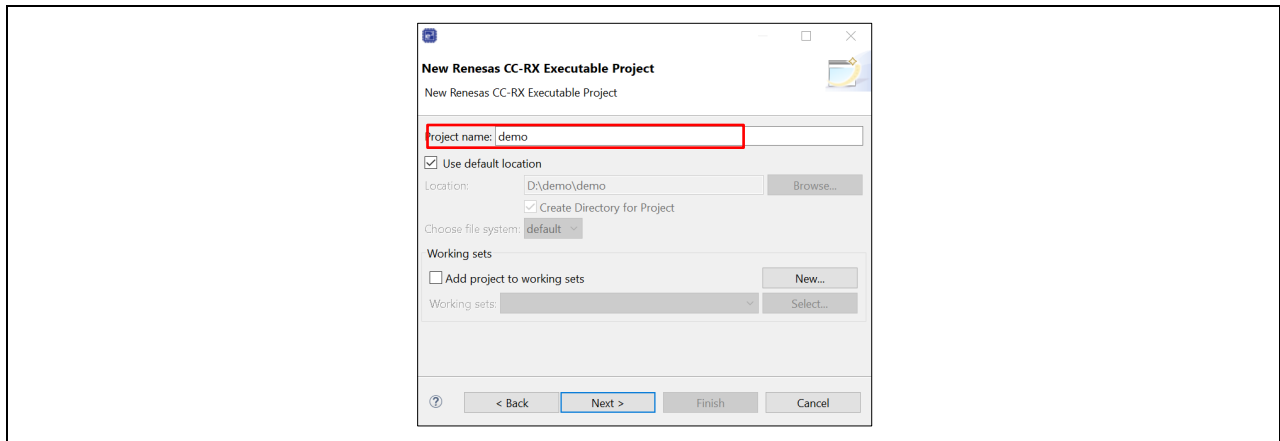 New Renesas CC-RX Executable Project
New Renesas CC-RX Executable Project
Project name: demo
Use default location
Location: D:\demo\demo Browse...
Create Directory for Project
Choose file system: default
Working sets
Add project to working sets New...
Working sets: Select...
? < Back Next > Finish Cancel